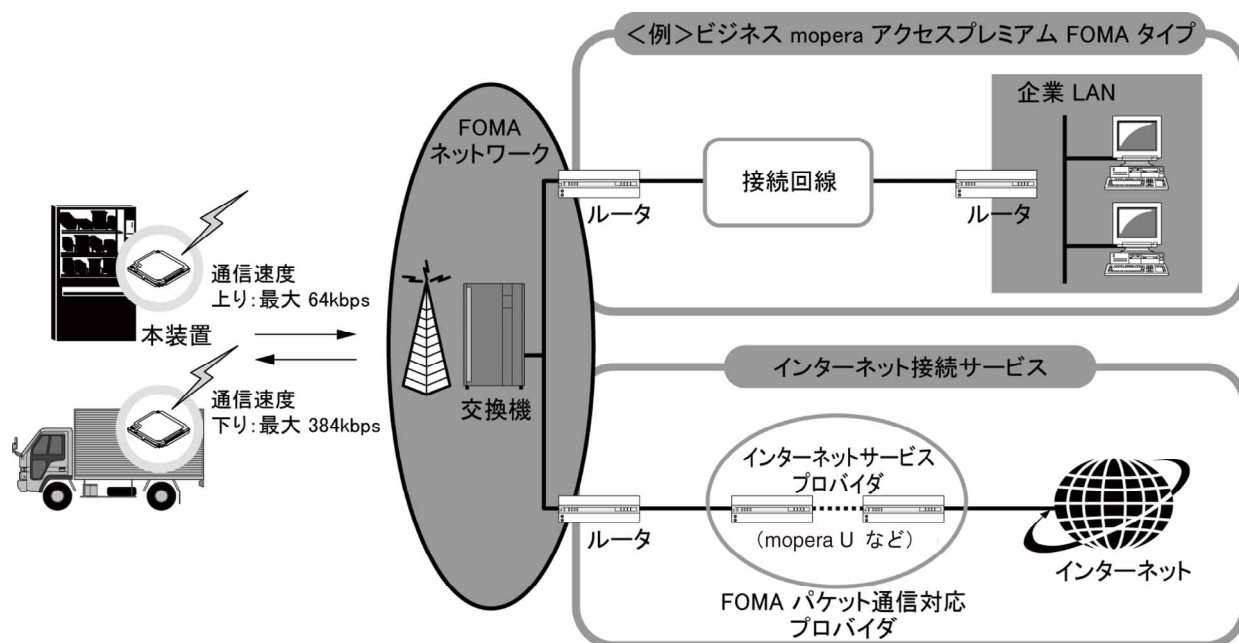 <例>ビジネス mopera アクセスプレミアム FOMA タイプ
企業 LAN
FOMA
ネットワーク
接続回線
ルータ
ルータ
通信速度
上り:最大 64kbps
本装置
通信速度
下り:最大 384kbps
交換機
インターネット接続サービス
インターネットサービス
プロバイダ
(mopera U など)
ルータ
インターネット
FOMA パケット通信対応
プロバイダ